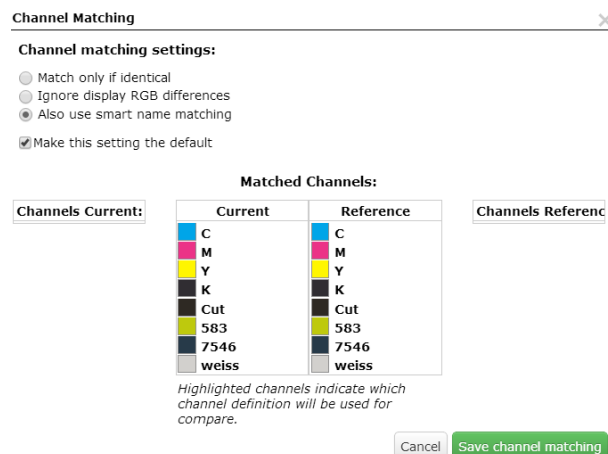 Channel Matching
Channel matching settings:
Match only if identical
Ignore display RGB differences
Also use smart name matching
Make this setting the default
Matched Channels:
Channels Current:
Current
Reference
Channels Referenc
C
C
M
M
Y
Y
K
K
Cut
Cut
583
583
7546
7546
weiss
weiss
Highlighted channels indicate which
channel definition will be used for
compare.
Cancel
Save channel matching